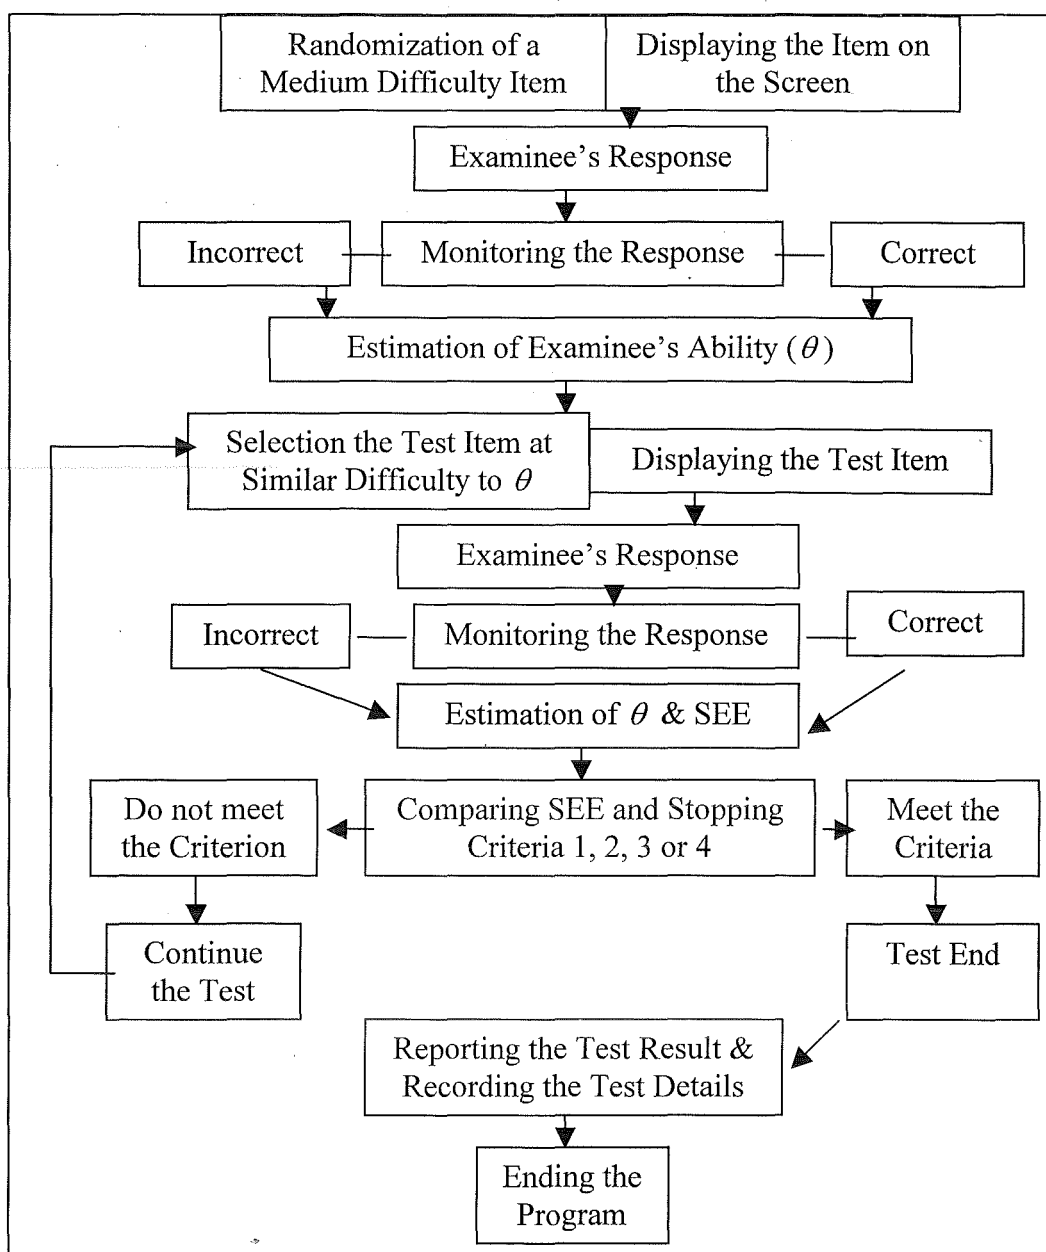 Randomization of a
Medium Difficulty Item
Displaying the Item on
the Screen
Examinee's Response
Incorrect
Monitoring the Response
Correct
Estimation of Examinee's Ability (θ)
Selection the Test Item at
Similar Difficulty to θ
Displaying the Test Item
Examinee's Response
Incorrect
Monitoring the Response
Correct
Estimation of θ & SEE
Do not meet
the Criterion
Comparing SEE and Stopping
Criteria 1, 2, 3 or 4
Meet the
Criteria
Continue
the Test
Test End
Reporting the Test Result &
Recording the Test Details
Ending the
Program